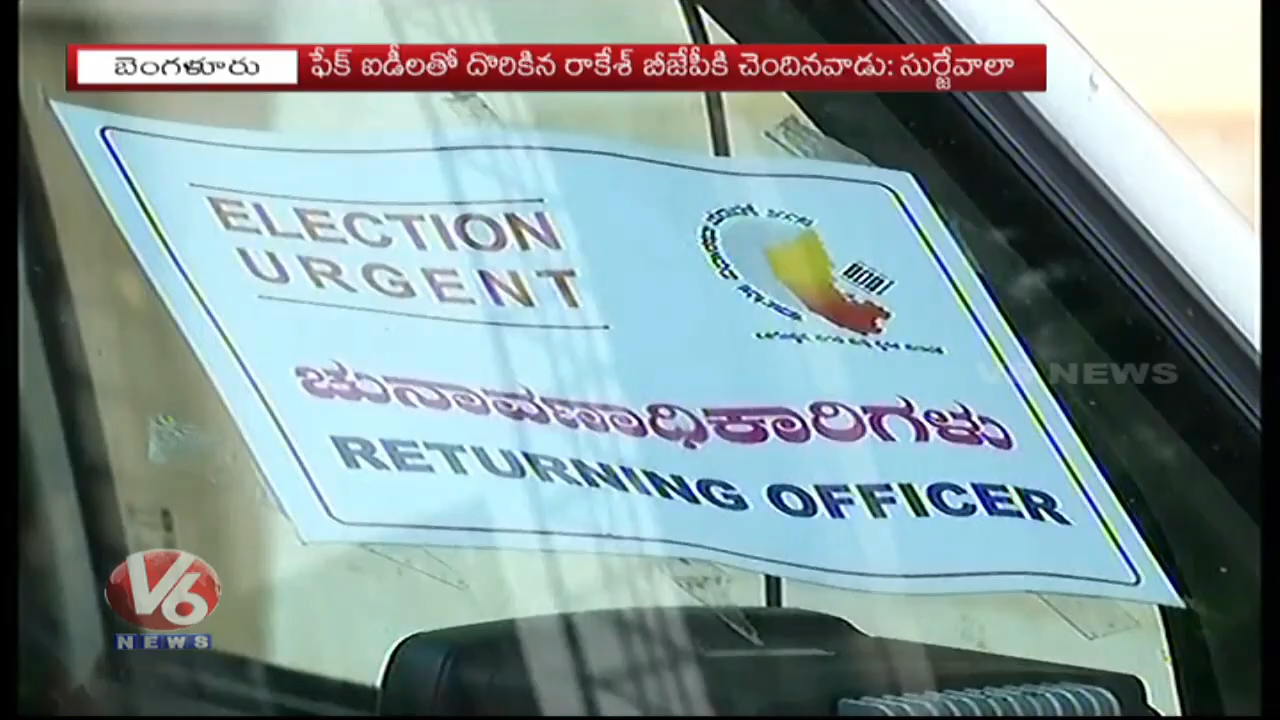 బెంగళూరు ఫేక్ ఐడీలతో దొరికిన రాకేశ్ బీజేపీకి చెందినవాడు: సుర్జేవాలా
ELECTION
URGENT
ಚುನಾವಣಾಧಿಕಾರಿಗಳು
RETURNING OFFICER
NEWS
V6
NEWS